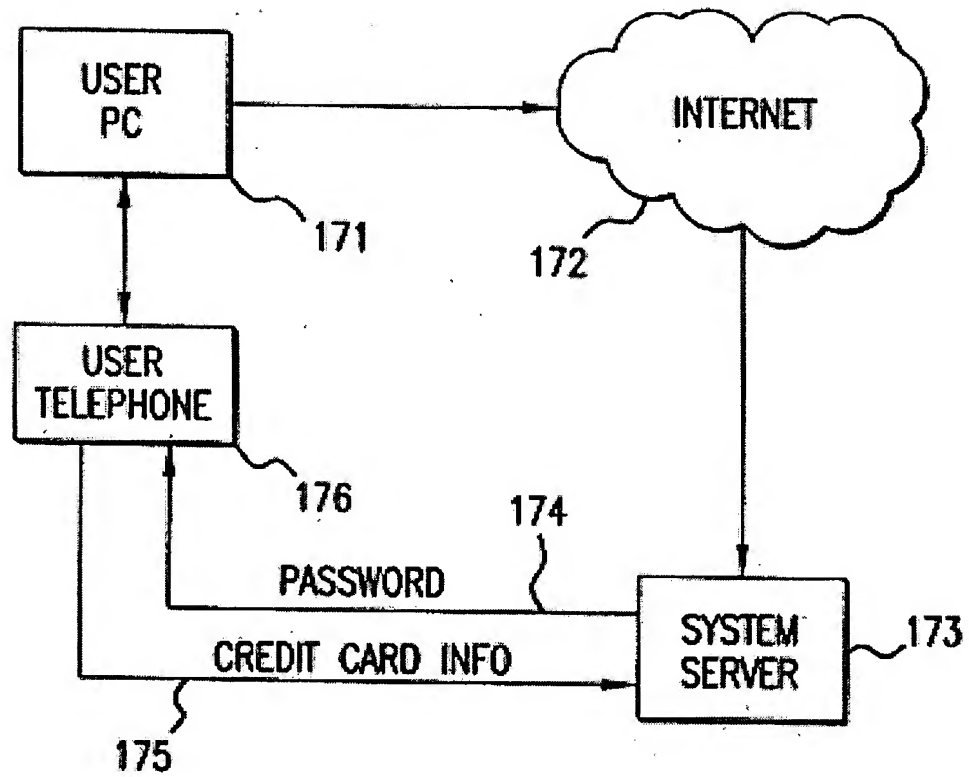 USER
PC
INTERNET
171
172
USER
TELEPHONE
176
174
PASSWORD
SYSTEM
SERVER
173
CREDIT CARD INFO
175